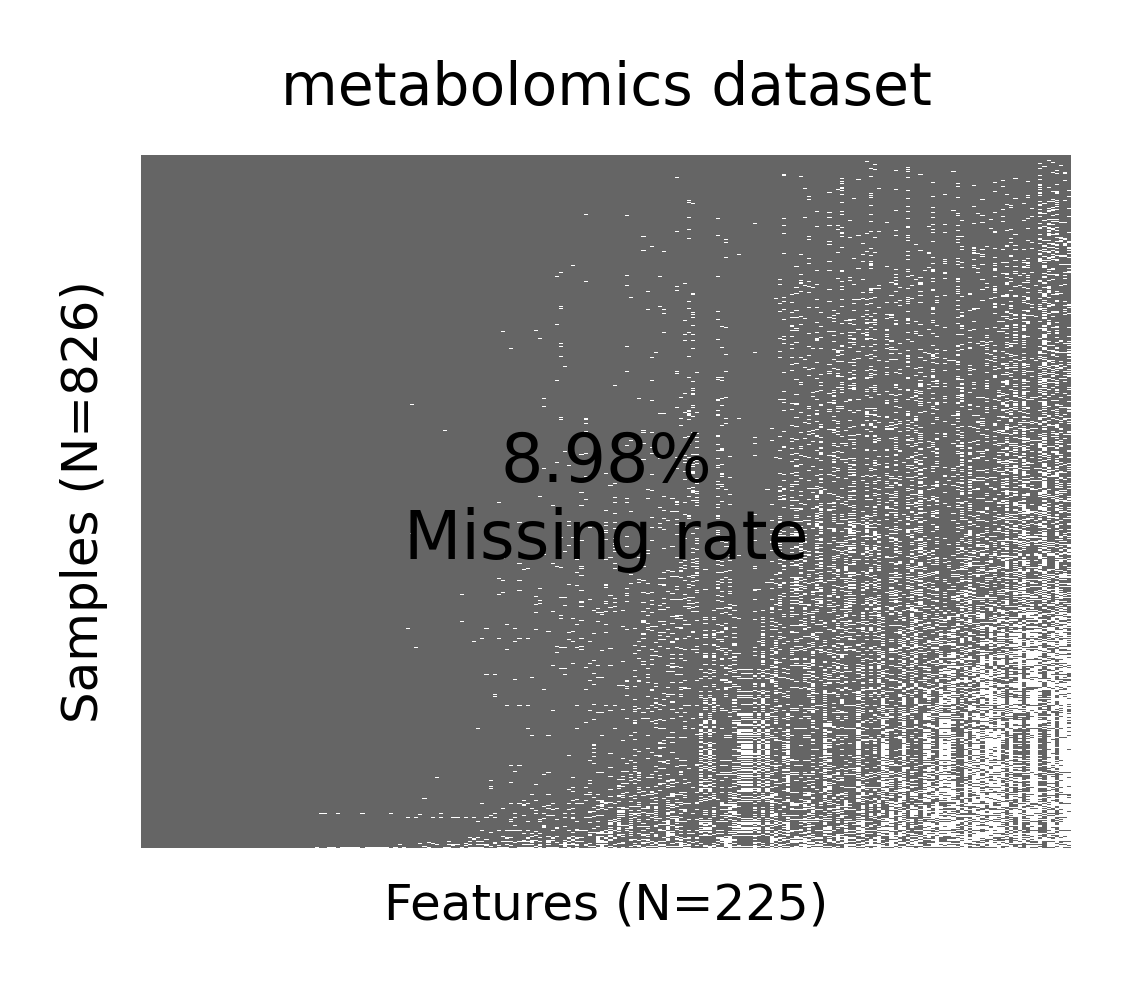 metabolomics dataset
Samples (N=826)
8.98%
Missing rate
Features (N=225)